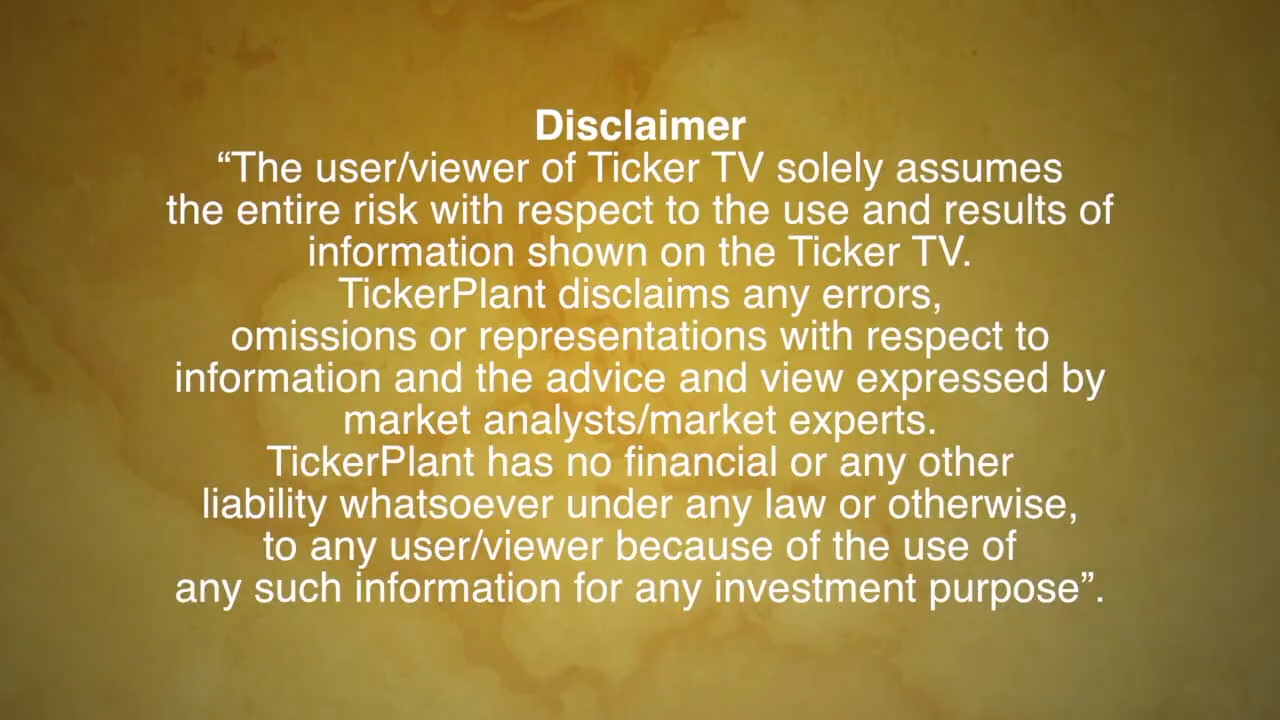 Disclaimer
“The user/viewer of Ticker TV solely assumes
the entire risk with respect to the use and results of
information shown on the Ticker TV.
TickerPlant disclaims any errors,
omissions or representations with respect to
information and the advice and view expressed by
market analysts/market experts.
TickerPlant has no financial or any other
liability whatsoever under any law or otherwise,
to any user/viewer because of the use of
any such information for any investment purpose”.